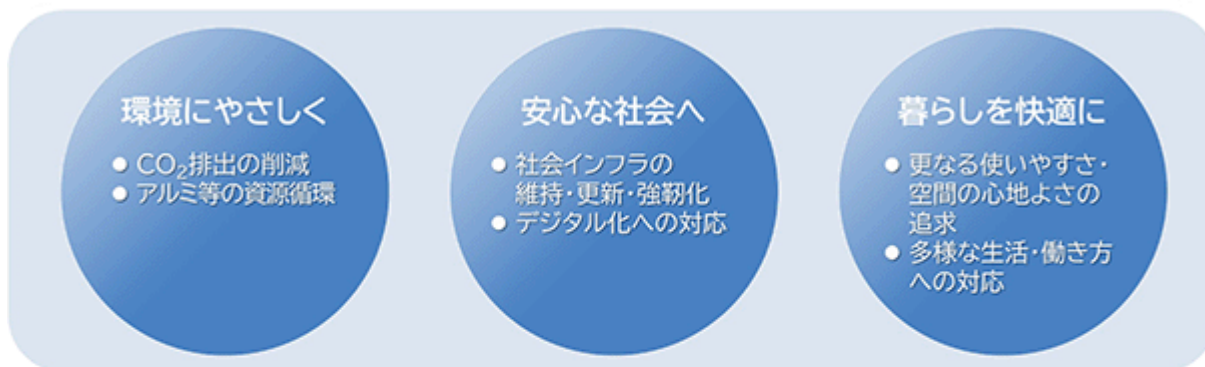 環境にやさしく
● CO₂排出の削減
● アルミ等の資源循環
安心な社会へ
● 社会インフラの
維持・更新・強靭化
● デジタル化への対応
暮らしを快適に
● 更なる使いやすさ・
空間の心地よさの
追求
● 多様な生活・働き方
への対応